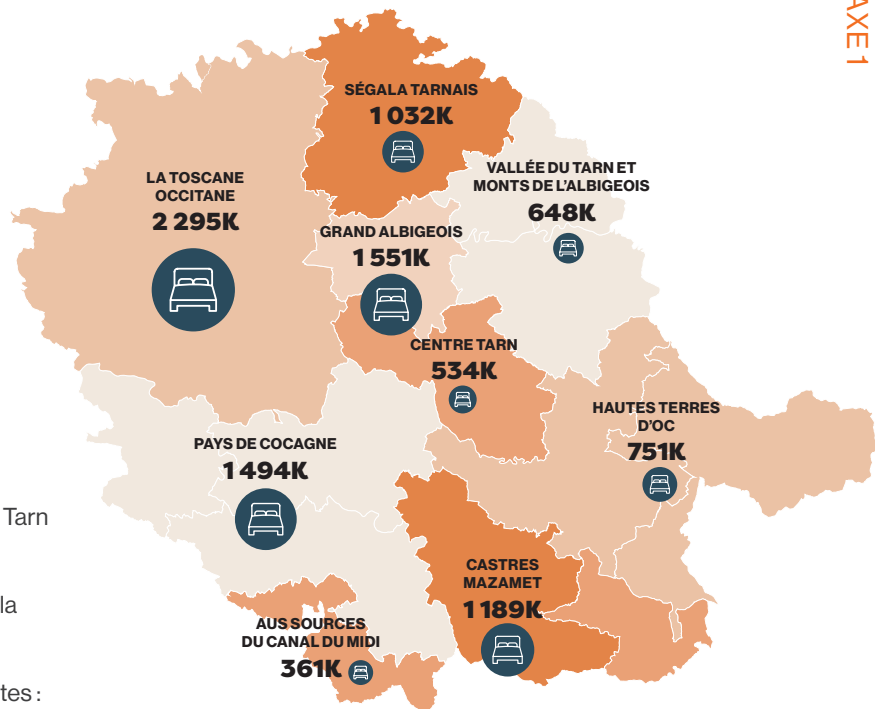 AXE 1
SÉGALA TARNAIS
1 032K
LA TOSCANE
OCCITANE
2 295K
VALLÉE DU TARN ET
MONTS DE L'ALBIGEOIS
648K
GRAND ALBIGEOIS
1 551K
CENTRE TARN
534K
HAUTES TERRES
D'OC
751K
PAYS DE COCAGNE
1 494K
Tarn
CASTRES
MAZAMET
1 189K
la
AUS SOURCES
DU CANAL DU MIDI
361K
tes :